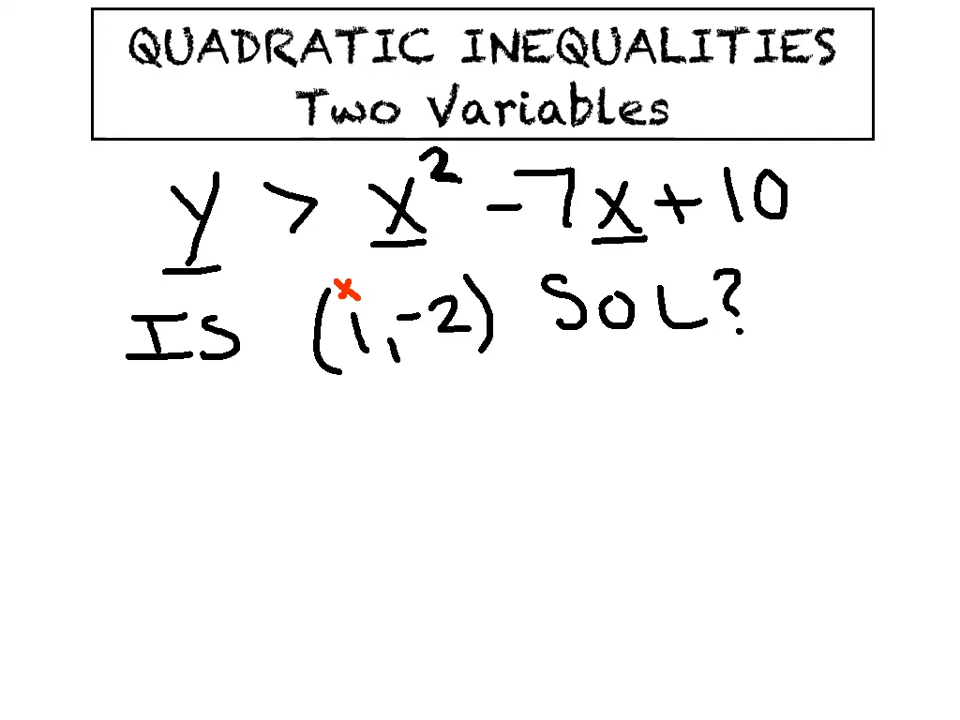 QUADRATIC INEQUALITIES
Two Variables
y > x² - 7x + 10
x
IS (1, -2) SOL?